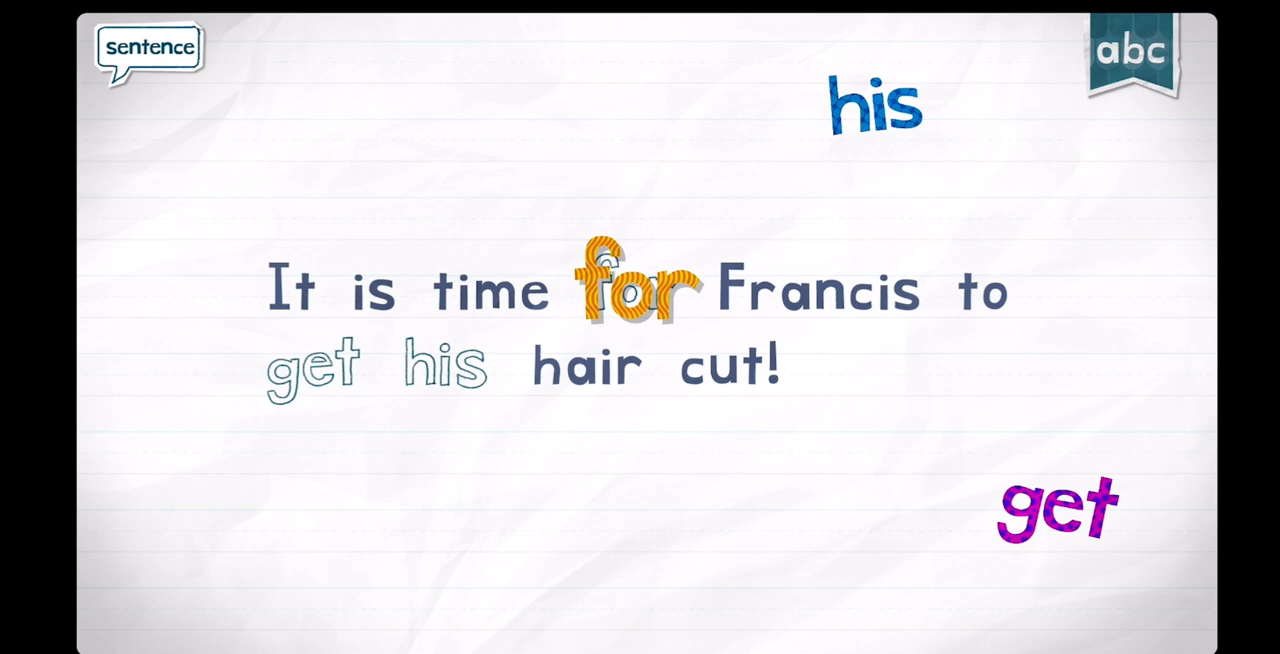 sentence
abc
his
It is time for Francis to
get his hair cut!
get